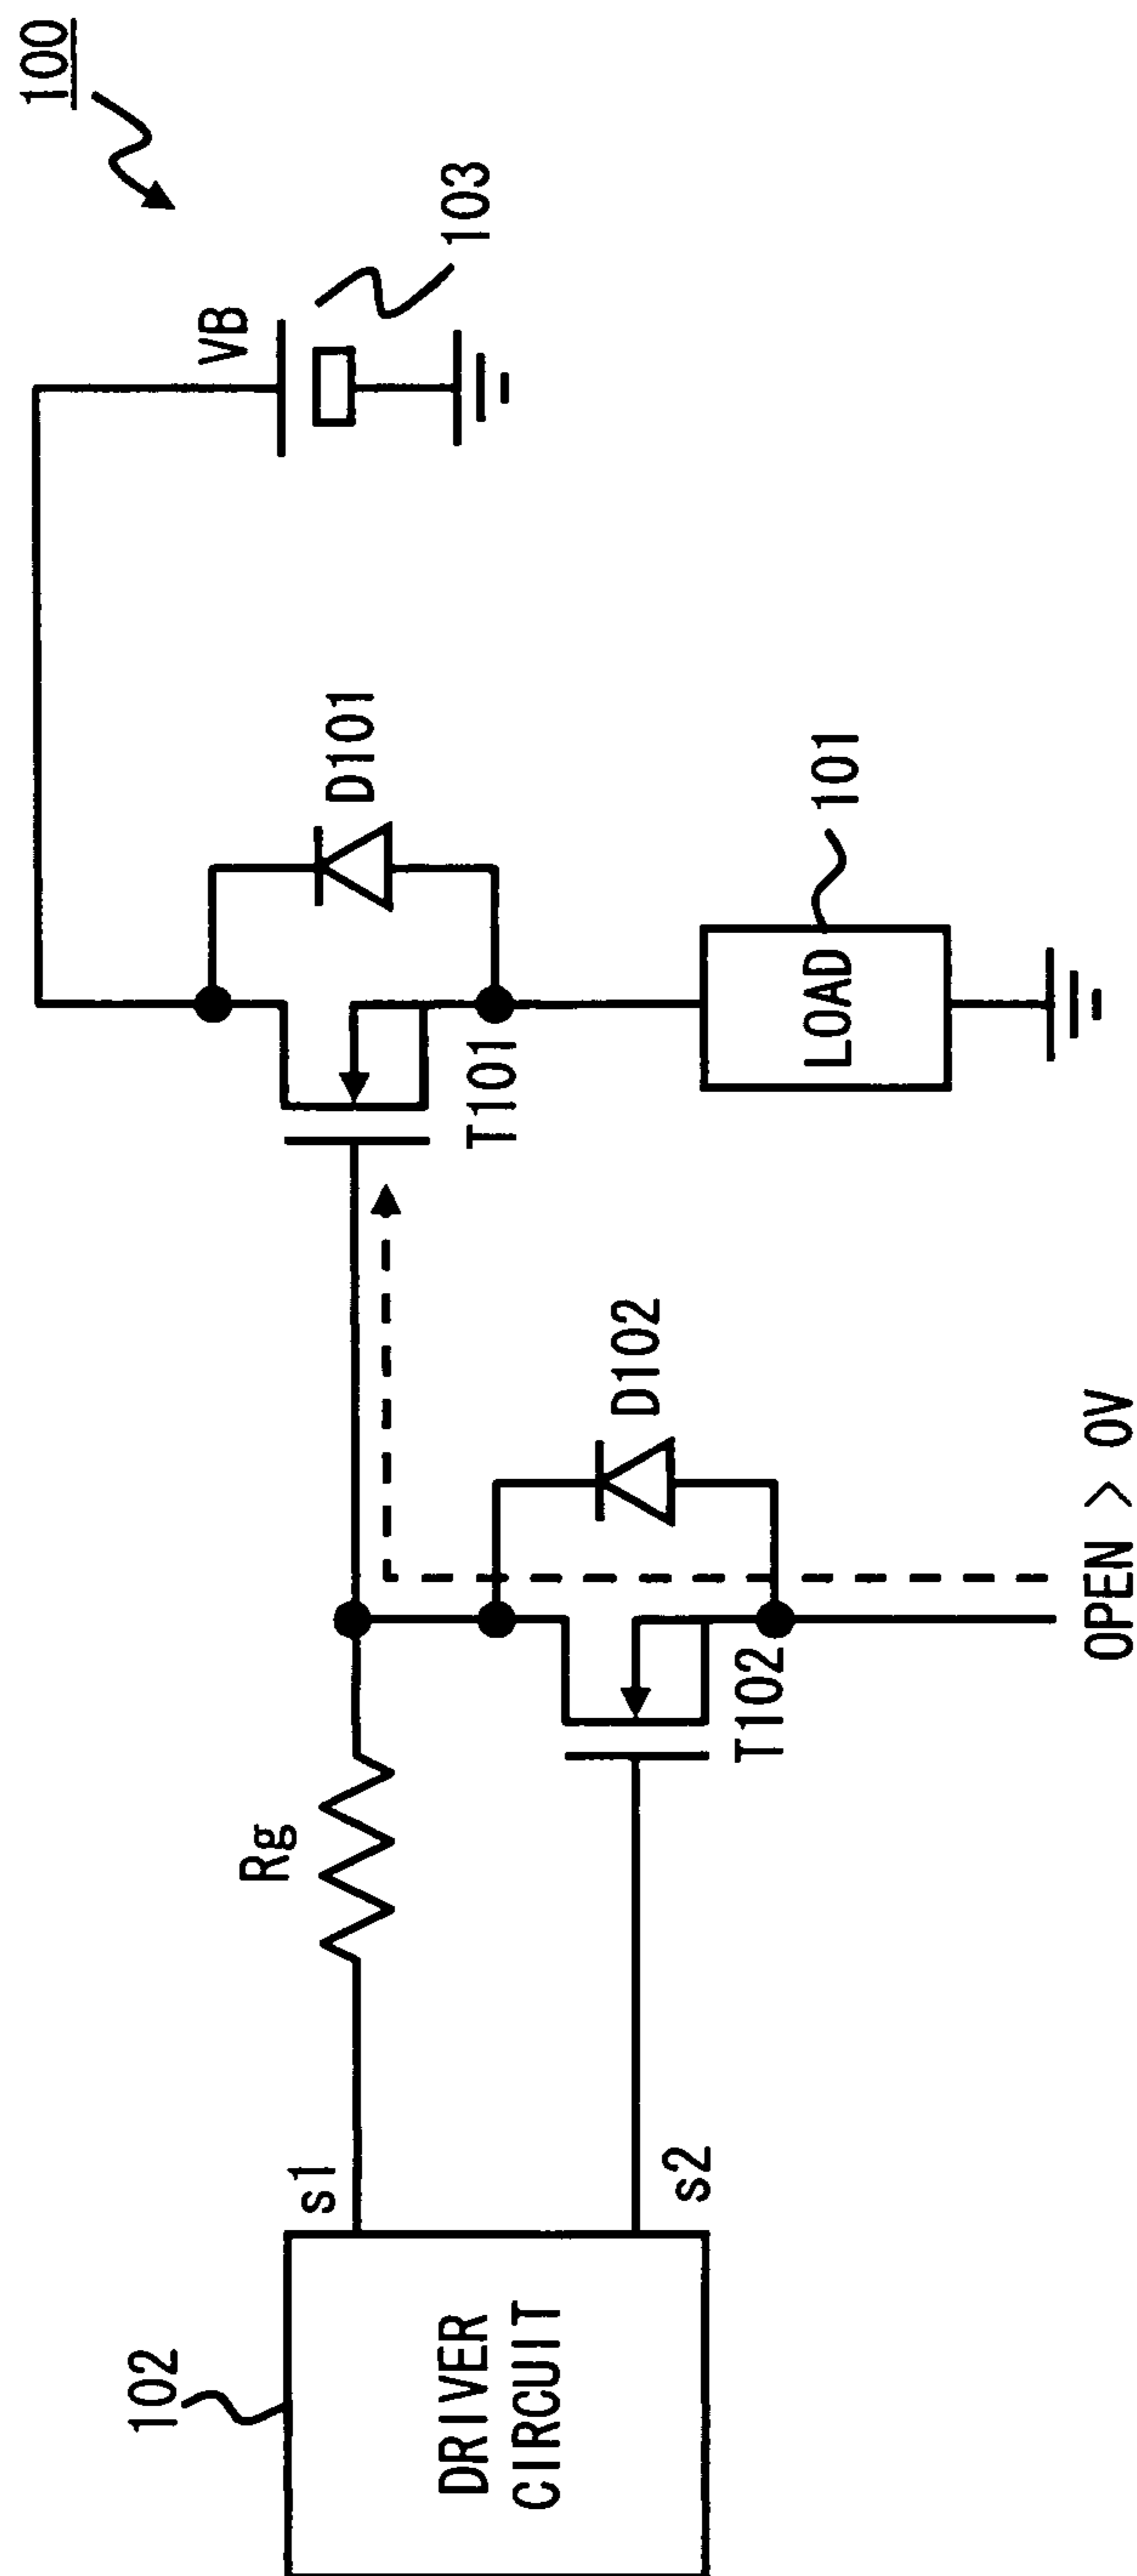 100
VB
103
D101
T101
LOAD
101
D102
T102
OPEN > 0V
Rg
s1
s2
102
DRIVER
CIRCUIT